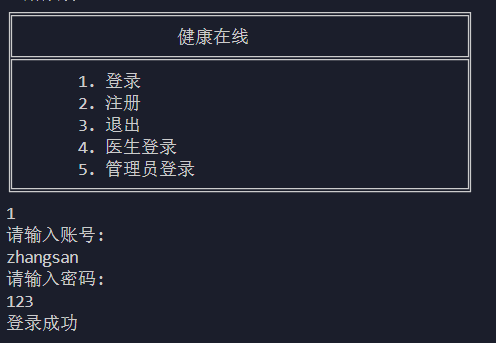 健康在线
1. 登录
2. 注册
3. 退出
4. 医生登录
5. 管理员登录
1
请输入账号:
zhangsan
请输入密码:
123
登录成功